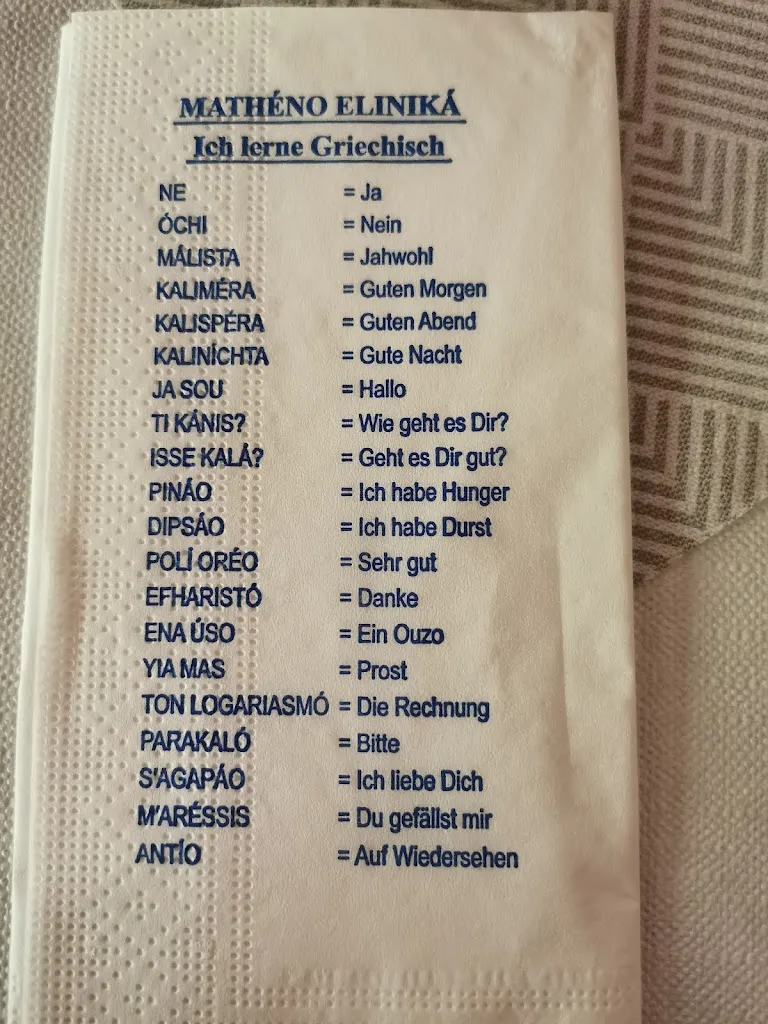 MATHÉNO ELINIKÁ
Ich lerne Griechisch
NE = Ja
ÓCHI = Nein
MÁLISTA = Jahwohl
KALIMÉRA = Guten Morgen
KALISPÉRA = Guten Abend
KALINÍCHTA = Gute Nacht
JA SOU = Hallo
TI KÁNIS? = Wie geht es Dir?
ISSE KALÁ? = Geht es Dir gut?
PINÁO = Ich habe Hunger
DIPSÁO = Ich habe Durst
POLÍ ORÉO = Sehr gut
EFHARISTÓ = Danke
ENA ÚSO = Ein Ouzo
YIA MAS = Prost
TON LOGARIASMÓ = Die Rechnung
PARAKALÓ = Bitte
S'AGAPÁO = Ich liebe Dich
M'ARÉSSIS = Du gefällst mir
ANTÍO = Auf Wiedersehen